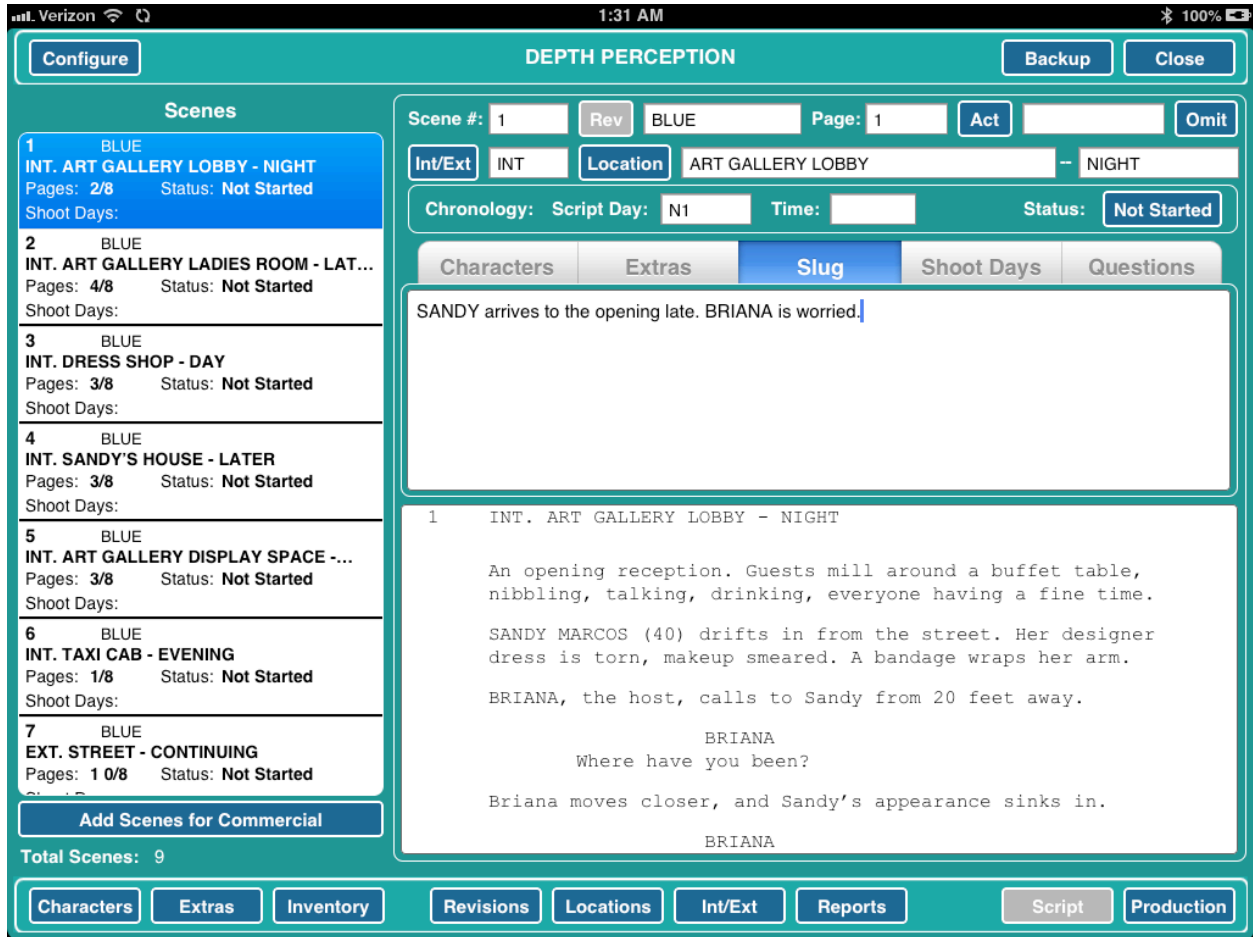 Verizon 1:31 AM 100%
Configure DEPTH PERCEPTION Backup Close
Scenes
1 BLUE
INT. ART GALLERY LOBBY - NIGHT
Pages: 2/8 Status: Not Started
Shoot Days:
2 BLUE
INT. ART GALLERY LADIES ROOM - LAT...
Pages: 4/8 Status: Not Started
Shoot Days:
3 BLUE
INT. DRESS SHOP - DAY
Pages: 3/8 Status: Not Started
Shoot Days:
4 BLUE
INT. SANDY'S HOUSE - LATER
Pages: 3/8 Status: Not Started
Shoot Days:
5 BLUE
INT. ART GALLERY DISPLAY SPACE -...
Pages: 3/8 Status: Not Started
Shoot Days:
6 BLUE
INT. TAXI CAB - EVENING
Pages: 1/8 Status: Not Started
Shoot Days:
7 BLUE
EXT. STREET - CONTINUING
Pages: 1 0/8 Status: Not Started
Add Scenes for Commercial
Total Scenes: 9
Scene #: 1 Rev BLUE Page: 1 Act Omit
Int/Ext INT Location ART GALLERY LOBBY -- NIGHT
Chronology: Script Day: N1 Time: Status: Not Started
Characters Extras Slug Shoot Days Questions
SANDY arrives to the opening late. BRIANA is worried.
1 INT. ART GALLERY LOBBY - NIGHT
An opening reception. Guests mill around a buffet table,
nibbling, talking, drinking, everyone having a fine time.
SANDY MARCOS (40) drifts in from the street. Her designer
dress is torn, makeup smeared. A bandage wraps her arm.
BRIANA, the host, calls to Sandy from 20 feet away.
BRIANA
Where have you been?
Briana moves closer, and Sandy's appearance sinks in.
BRIANA
Characters Extras Inventory Revisions Locations Int/Ext Reports Script Production